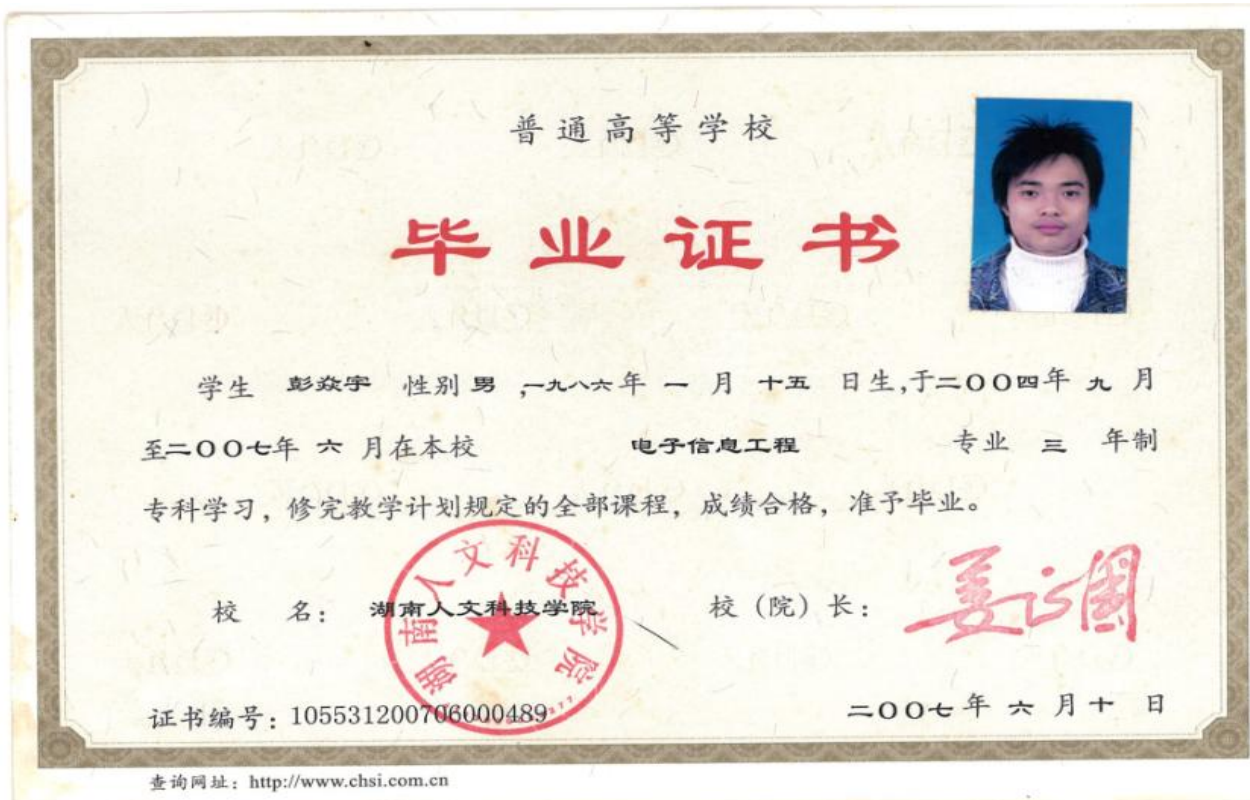 普通高等学校
毕业证书
学生 彭焱宇 性别 男 ,一九八六年 一 月 十五 日生,于二〇〇四年 九 月
至二〇〇七年 六 月在本校 电子信息工程 专业 三 年制
专科学习，修完教学计划规定的全部课程，成绩合格，准予毕业。
湖南人文科技学院
校 名： 湖南人文科技学院 校（院）长：
证书编号：105531200706000489 二〇〇七年 六 月 十 日
查询网址：http://www.chsi.com.cn